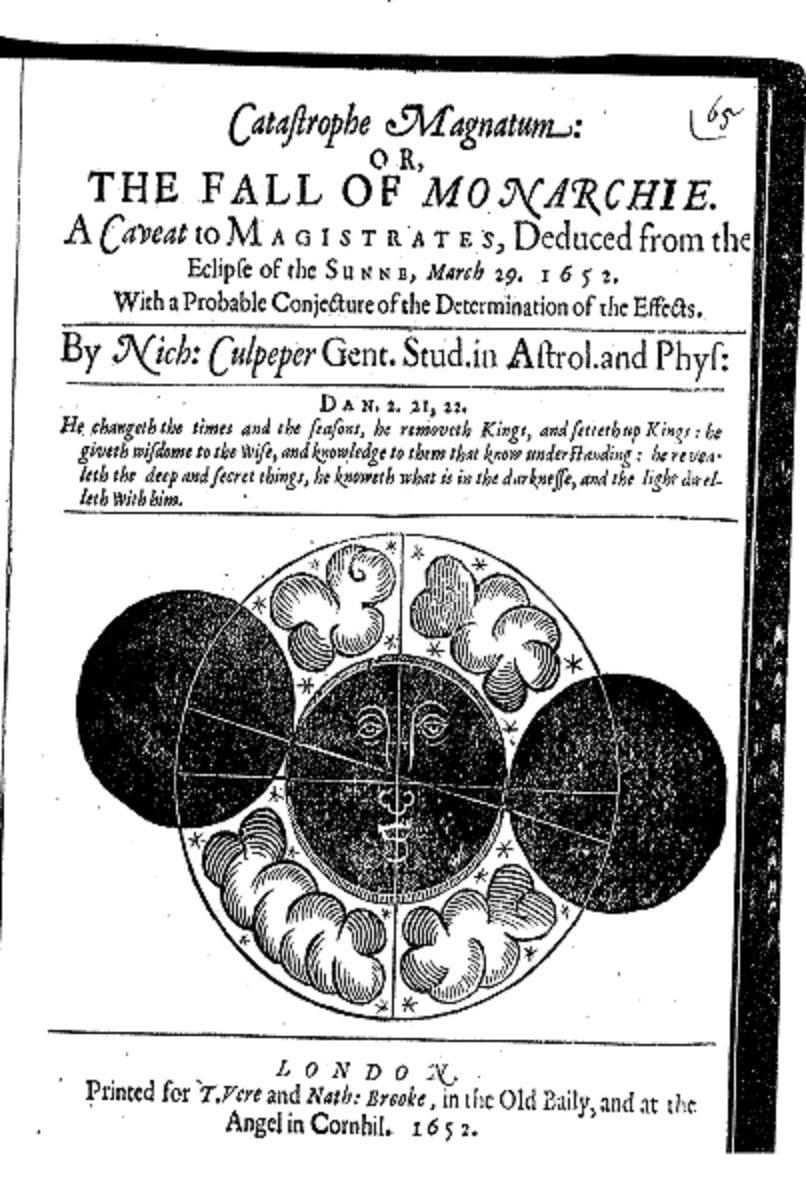 Cataſtrophe Magnatum:
65
OR,
THE FALL OF MONARCHIE.
A Caveat to MAGISTRATES, Deduced from the
Eclipſe of the SUNNE, March 29. 1652.
With a Probable Conjecture of the Determination of the Effects.
By Nich: Culpeper Gent. Stud. in Aſtrol. and Phyſ:
DAN. 2. 21, 22.
He changeth the times and the ſeaſons, he removeth Kings, and ſetteth up Kings: he
giveth wiſdome to the Wiſe, and knowledge to them that know underſtanding: he revea-
leth the deep and ſecret things, he knoweth what is in the darkneſſe, and the light dwel-
leth with him.
LONDON,
Printed for T. Vere and Nath: Brooke, in the Old Baily, and at the
Angel in Cornhil. 1652.